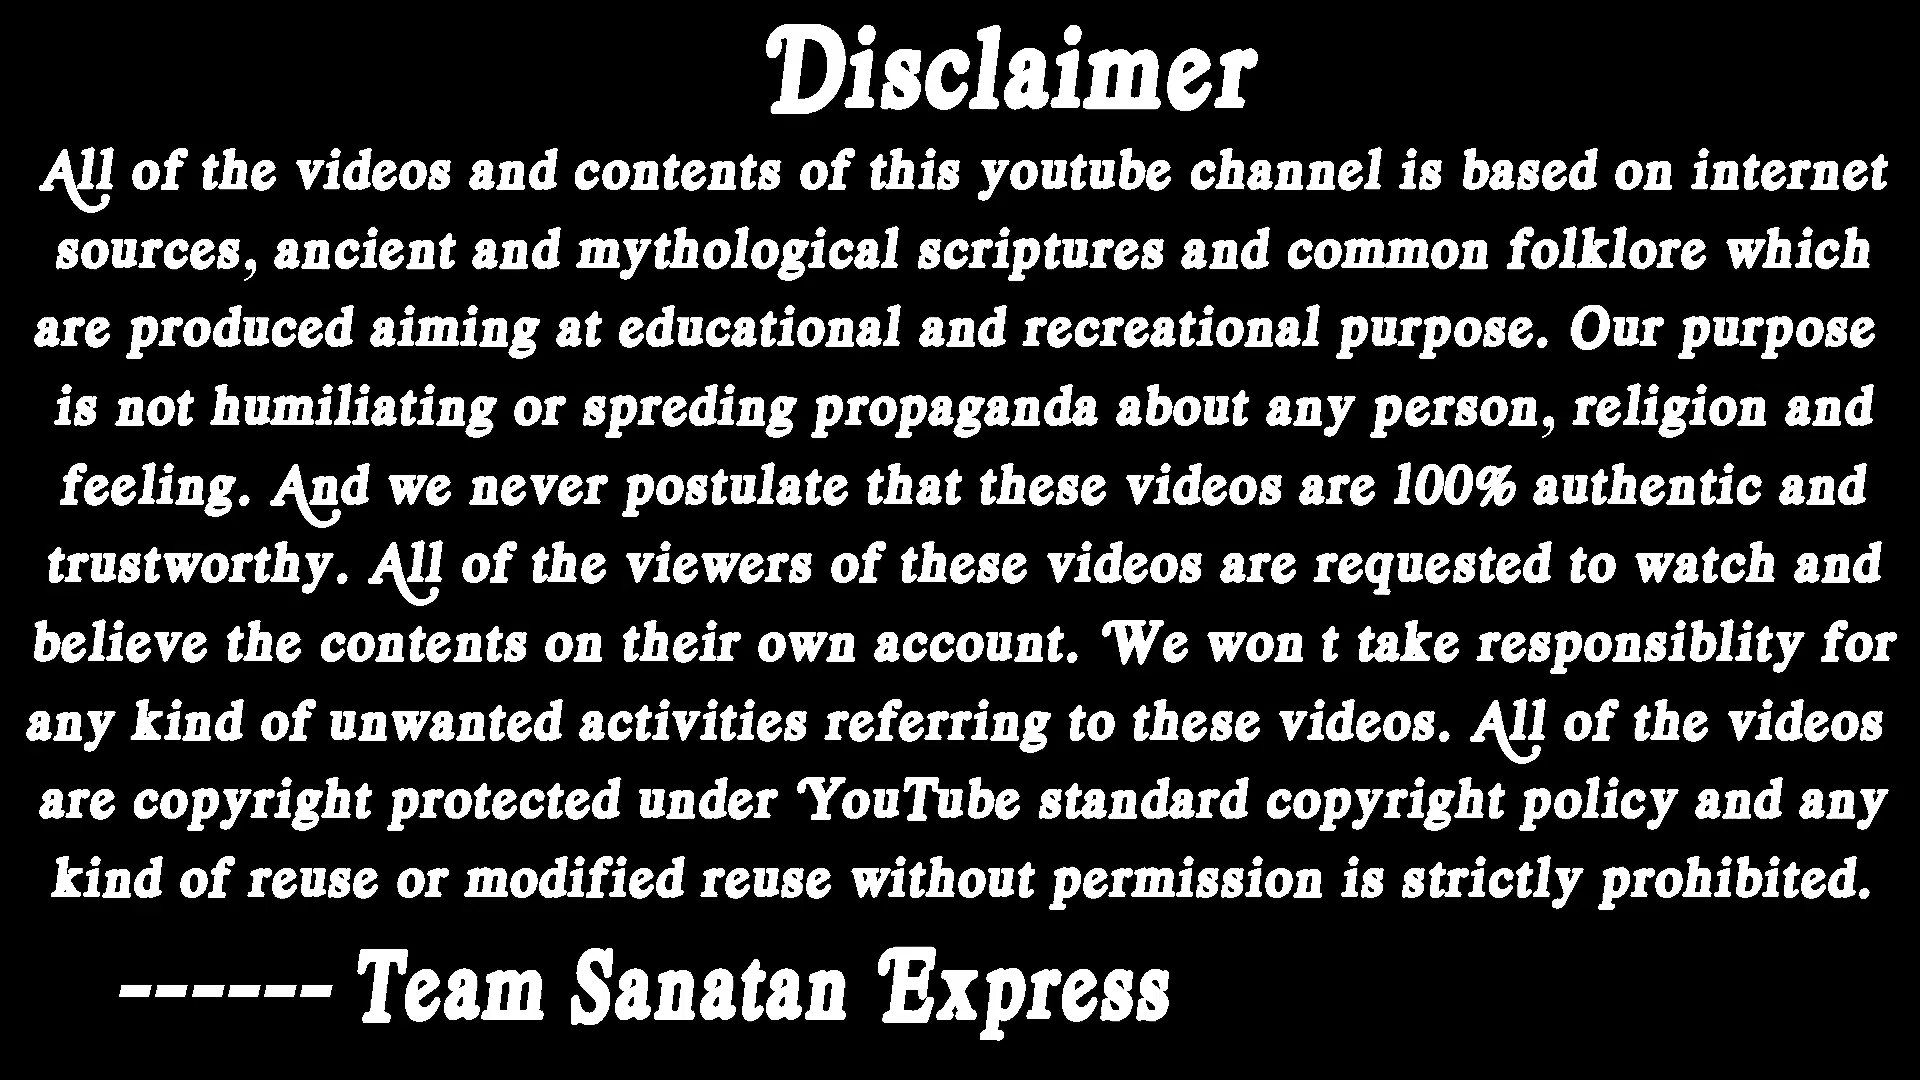 Disclaimer
All of the videos and contents of this youtube channel is based on internet
sources, ancient and mythological scriptures and common folklore which
are produced aiming at educational and recreational purpose. Our purpose
is not humiliating or spreding propaganda about any person, religion and
feeling. And we never postulate that these videos are 100% authentic and
trustworthy. All of the viewers of these videos are requested to watch and
believe the contents on their own account. We won t take responsiblity for
any kind of unwanted activities referring to these videos. All of the videos
are copyright protected under YouTube standard copyright policy and any
kind of reuse or modified reuse without permission is strictly prohibited.
------ Team Sanatan Express